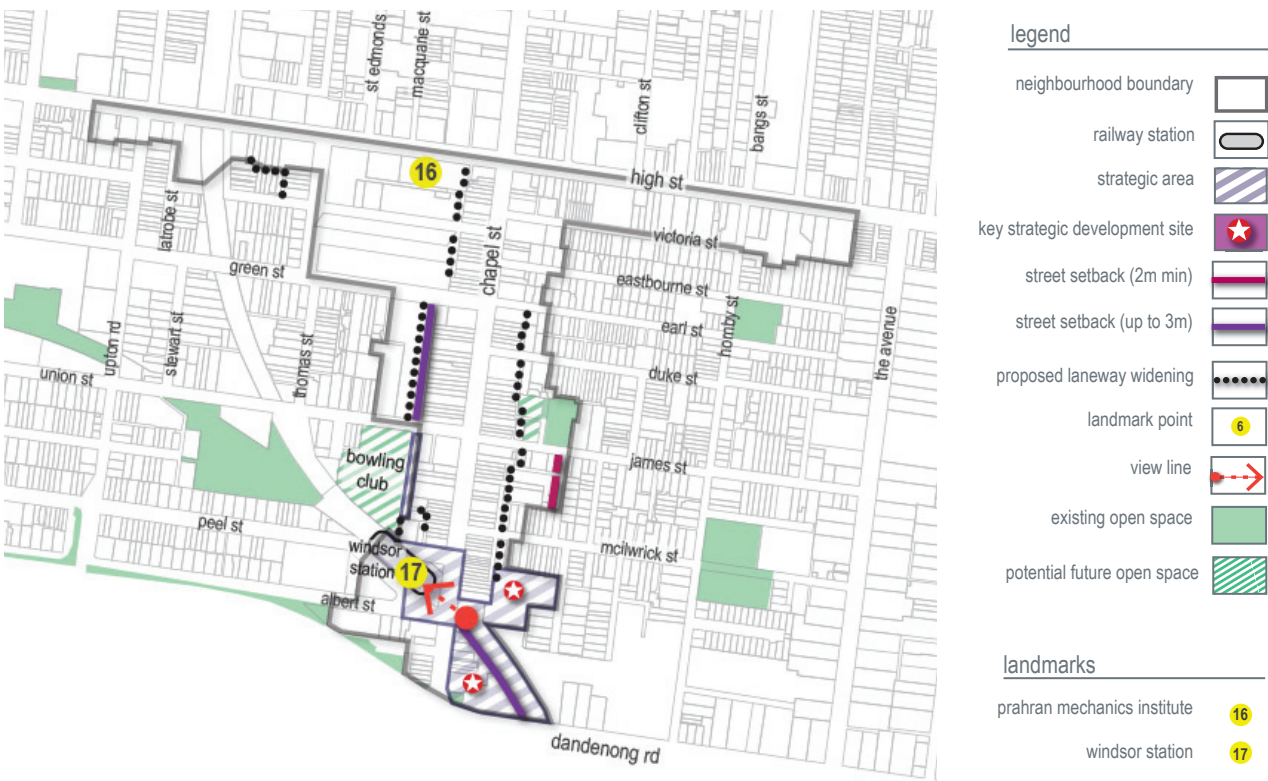 st edmonds
macquane st
clifton st
bangs st
16
high st
latrobe st
chapel st
victoria st
green st
eastbourne st
hornby st
earl st
the avenue
upton rd
stewart st
thomas st
duke st
union st
bowling
club
james st
peel st
windsor
station
17
mcilwrick st
albert st
dandenong rd
legend
neighbourhood boundary
railway station
strategic area
key strategic development site
street setback (2m min)
street setback (up to 3m)
proposed laneway widening
landmark point
6
view line
existing open space
potential future open space
landmarks
prahran mechanics institute
16
windsor station
17